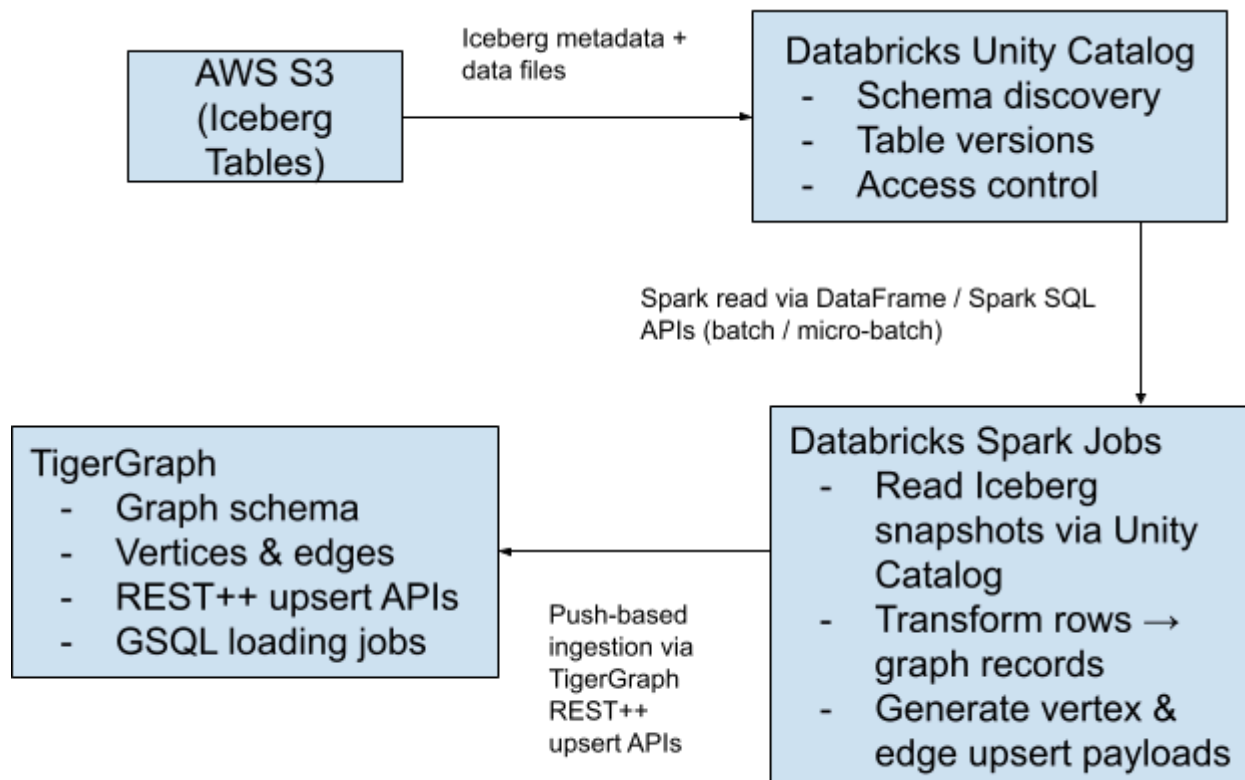 AWS S3
(Iceberg
Tables)
Iceberg metadata +
data files
Databricks Unity Catalog
- Schema discovery
- Table versions
- Access control
Spark read via DataFrame / Spark SQL
APIs (batch / micro-batch)
Databricks Spark Jobs
- Read Iceberg
snapshots via Unity
Catalog
- Transform rows →
graph records
- Generate vertex &
edge upsert payloads
Push-based
ingestion via
TigerGraph
REST++
upsert APIs
TigerGraph
- Graph schema
- Vertices & edges
- REST++ upsert APIs
- GSQL loading jobs